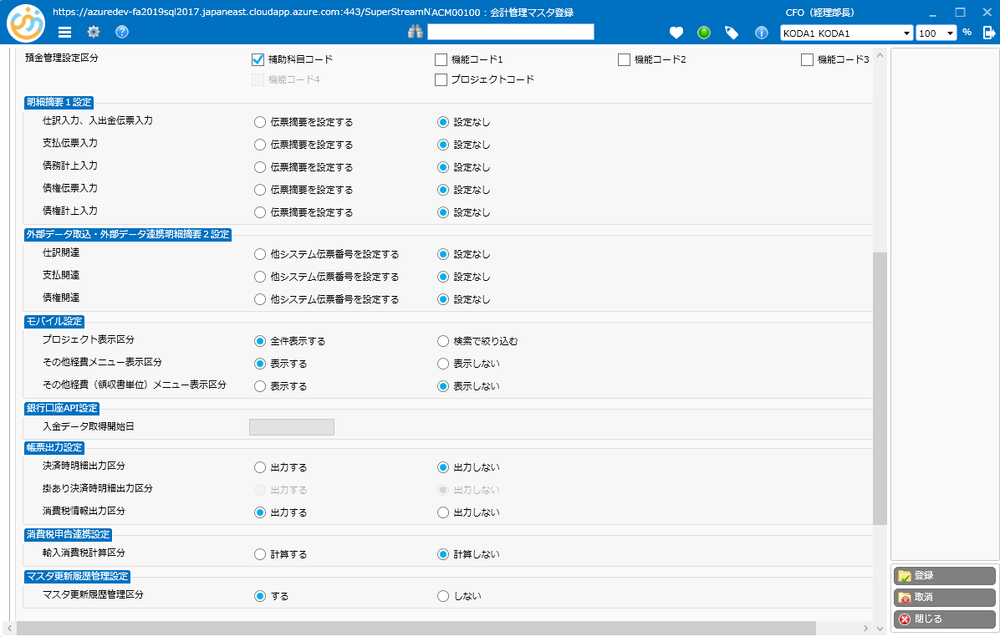 https://azuredev-fa2019sql2017.japaneast.cloudapp.azure.com:443/SuperStreamN ACM00100：会計管理マスタ登録 CFO（経理部長）
KODA1 KODA1 100 %
預金管理設定区分 補助科目コード 機能コード1 機能コード2 機能コード3
機能コード4 プロジェクトコード
明細摘要１設定
仕訳入力、入出金伝票入力 伝票摘要を設定する 設定なし
支払伝票入力 伝票摘要を設定する 設定なし
債務計上入力 伝票摘要を設定する 設定なし
債権伝票入力 伝票摘要を設定する 設定なし
債権計上入力 伝票摘要を設定する 設定なし
外部データ取込・外部データ連携明細摘要２設定
仕訳関連 他システム伝票番号を設定する 設定なし
支払関連 他システム伝票番号を設定する 設定なし
債権関連 他システム伝票番号を設定する 設定なし
モバイル設定
プロジェクト表示区分 全件表示する 検索で絞り込む
その他経費メニュー表示区分 表示する 表示しない
その他経費（領収書単位）メニュー表示区分 表示する 表示しない
銀行口座API設定
入金データ取得開始日
帳票出力設定
決済時明細出力区分 出力する 出力しない
掛あり決済時明細出力区分 出力する 出力しない
消費税情報出力区分 出力する 出力しない
消費税申告連携設定
輸入消費税計算区分 計算する 計算しない
マスタ更新履歴管理設定
マスタ更新履歴管理区分 する しない
登録
取消
閉じる